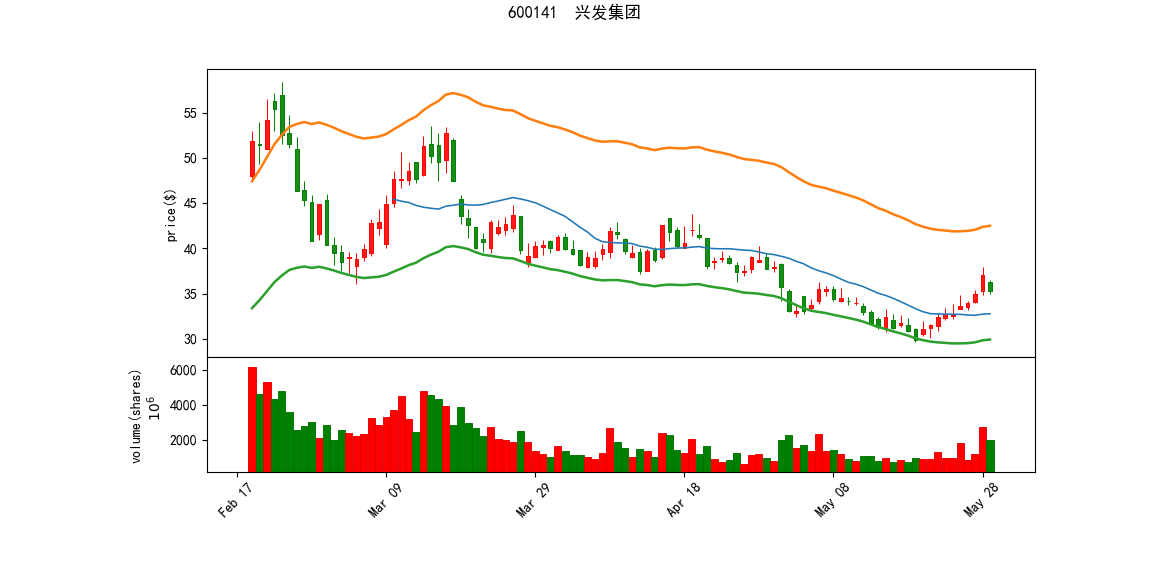 600141 兴发集团
price($)
55
50
45
40
35
30
volume(shares)
10^6
6000
4000
2000
Feb 17
Mar 09
Mar 29
Apr 18
May 08
May 28